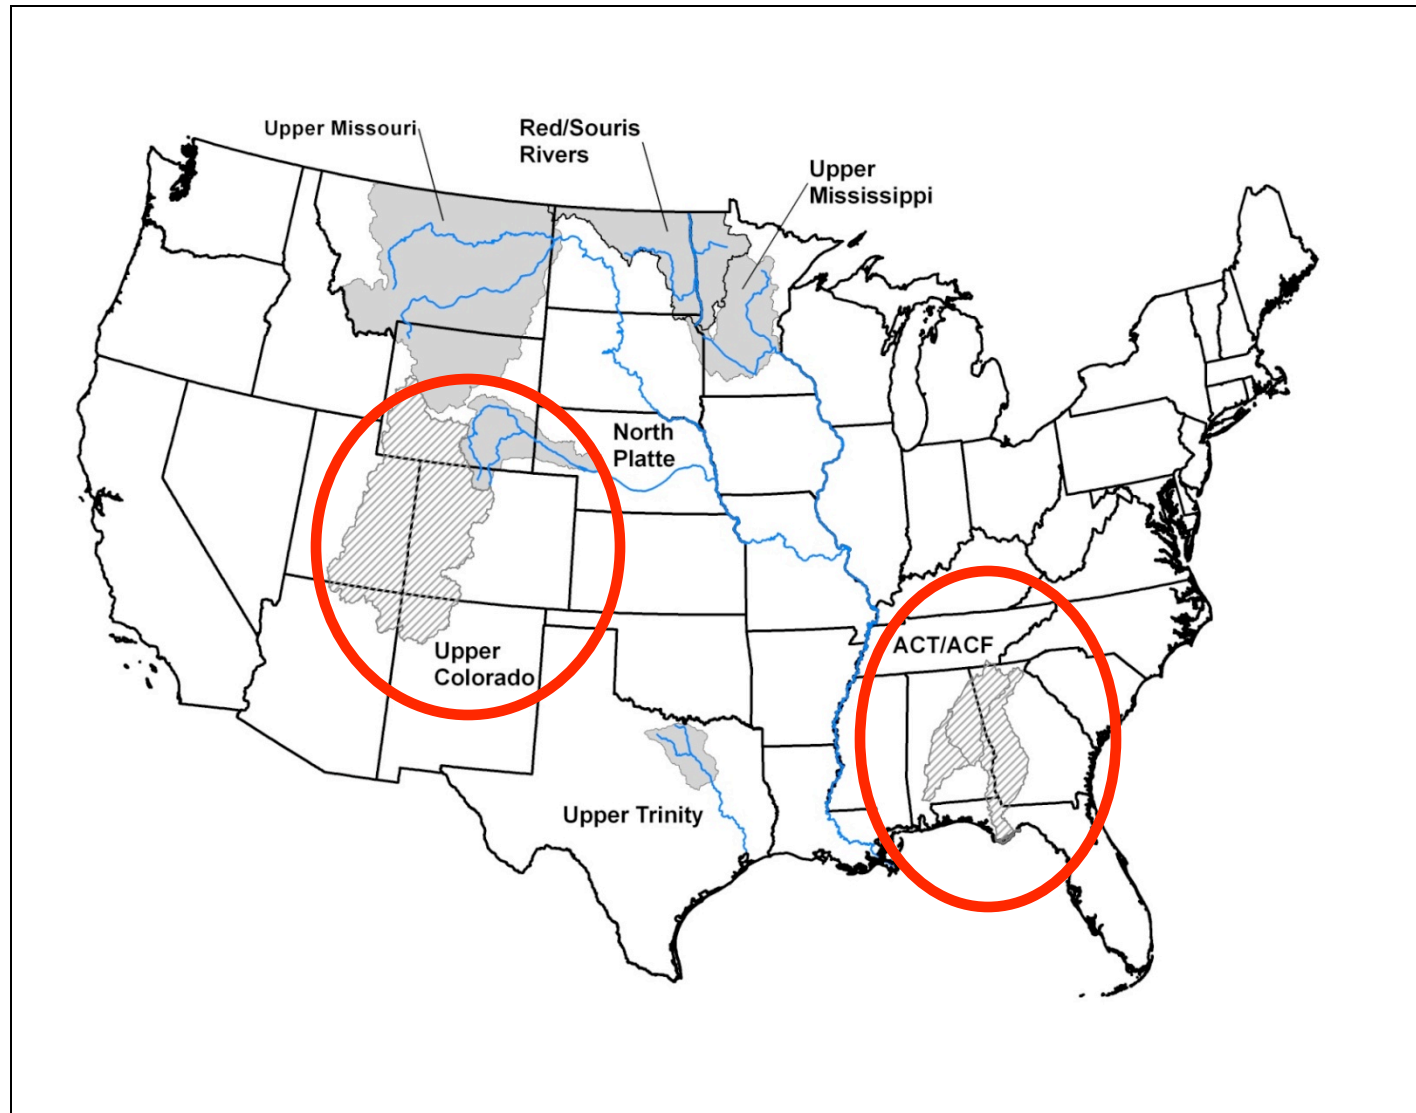 Upper Missouri
Red/Souris
Rivers
Upper
Mississippi
North
Platte
Upper
Colorado
ACT/ACF
Upper Trinity